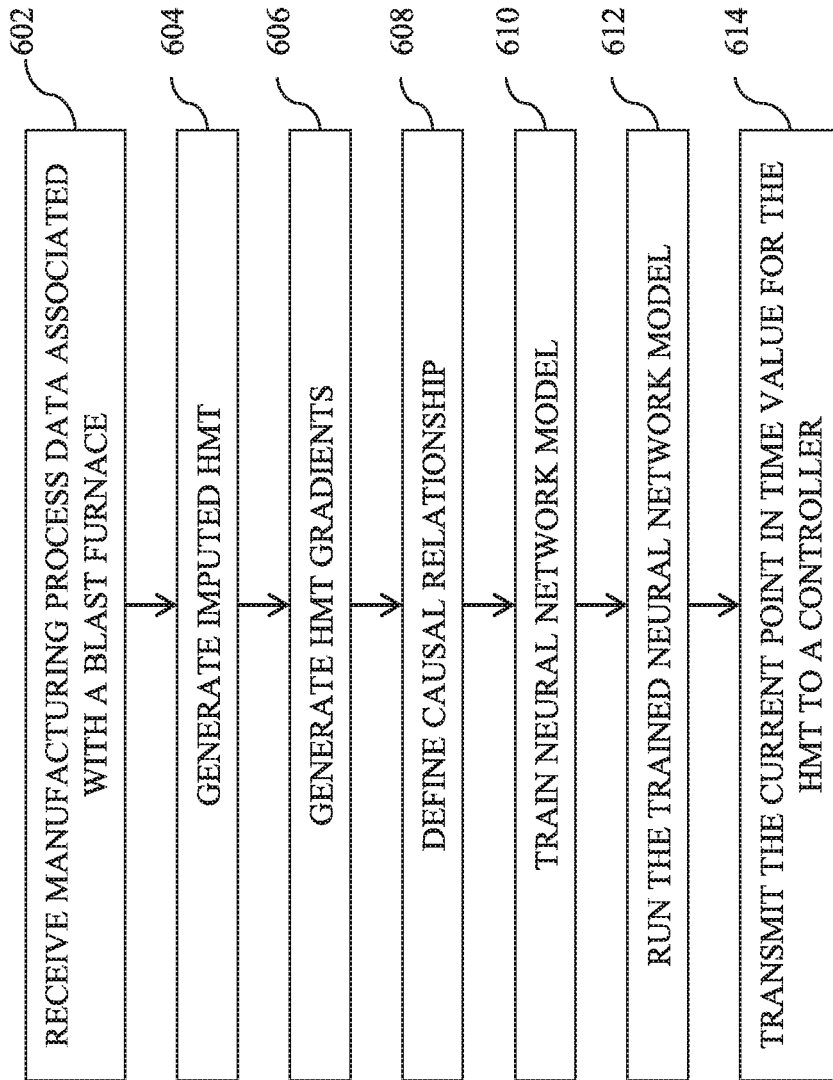 602
RECEIVE MANUFACTURING PROCESS DATA ASSOCIATED
WITH A BLAST FURNACE
604
GENERATE IMPUTED HMT
606
GENERATE HMT GRADIENTS
608
DEFINE CAUSAL RELATIONSHIP
610
TRAIN NEURAL NETWORK MODEL
612
RUN THE TRAINED NEURAL NETWORK MODEL
614
TRANSMIT THE CURRENT POINT IN TIME VALUE FOR THE
HMT TO A CONTROLLER